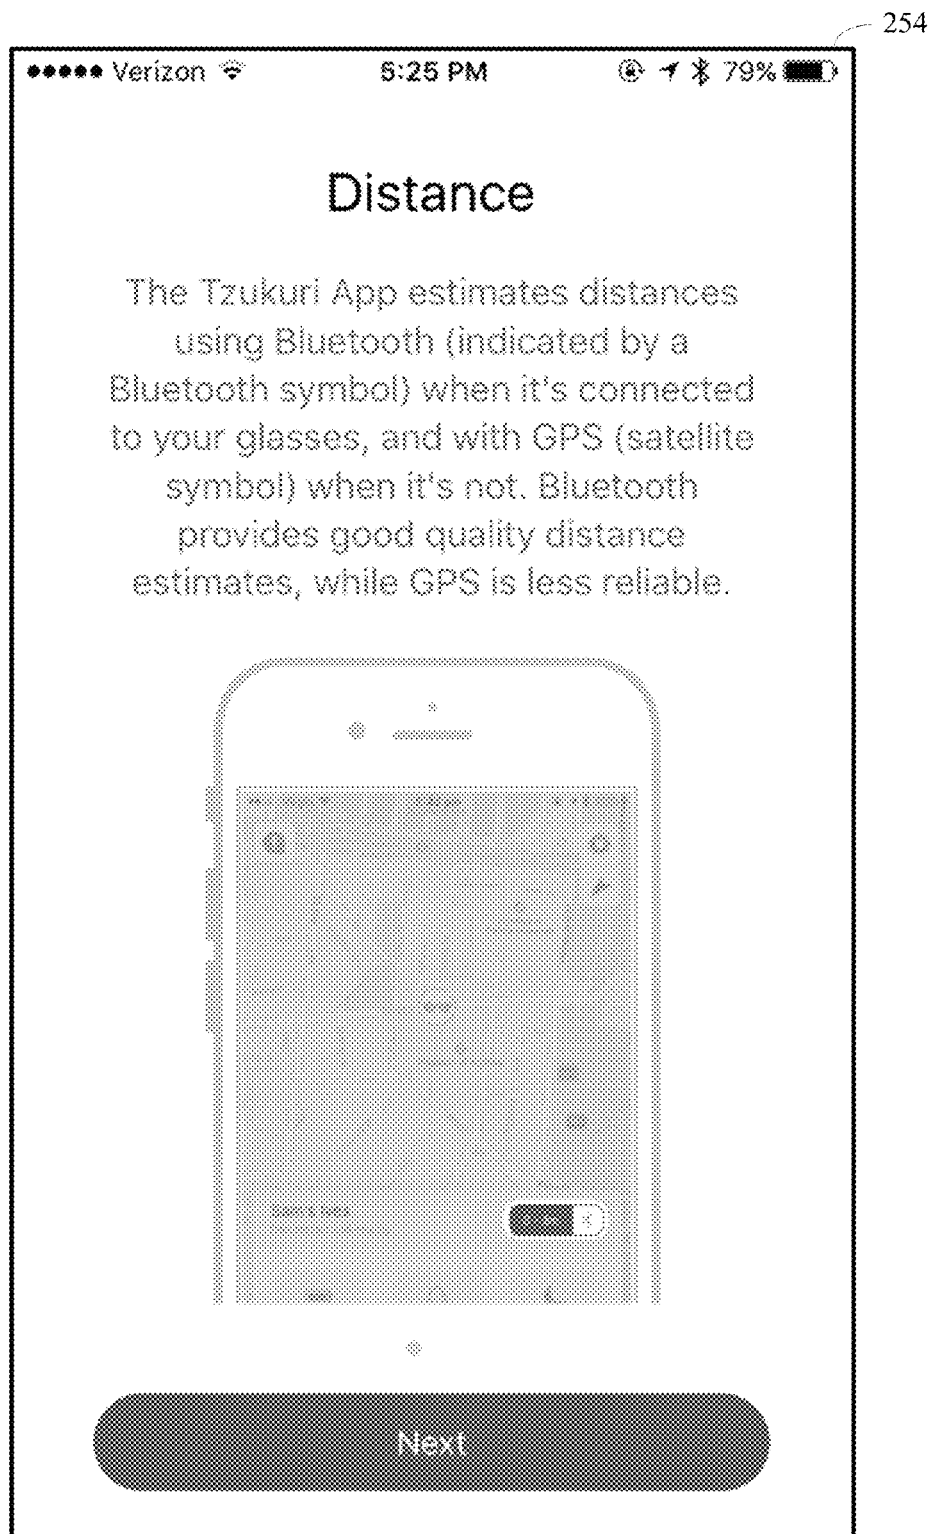 254
Verizon 6:25 PM 79%
Distance
The Tzukuri App estimates distances
using Bluetooth (indicated by a
Bluetooth symbol) when it's connected
to your glasses, and with GPS (satellite
symbol) when it's not. Bluetooth
provides good quality distance
estimates, while GPS is less reliable.
Next